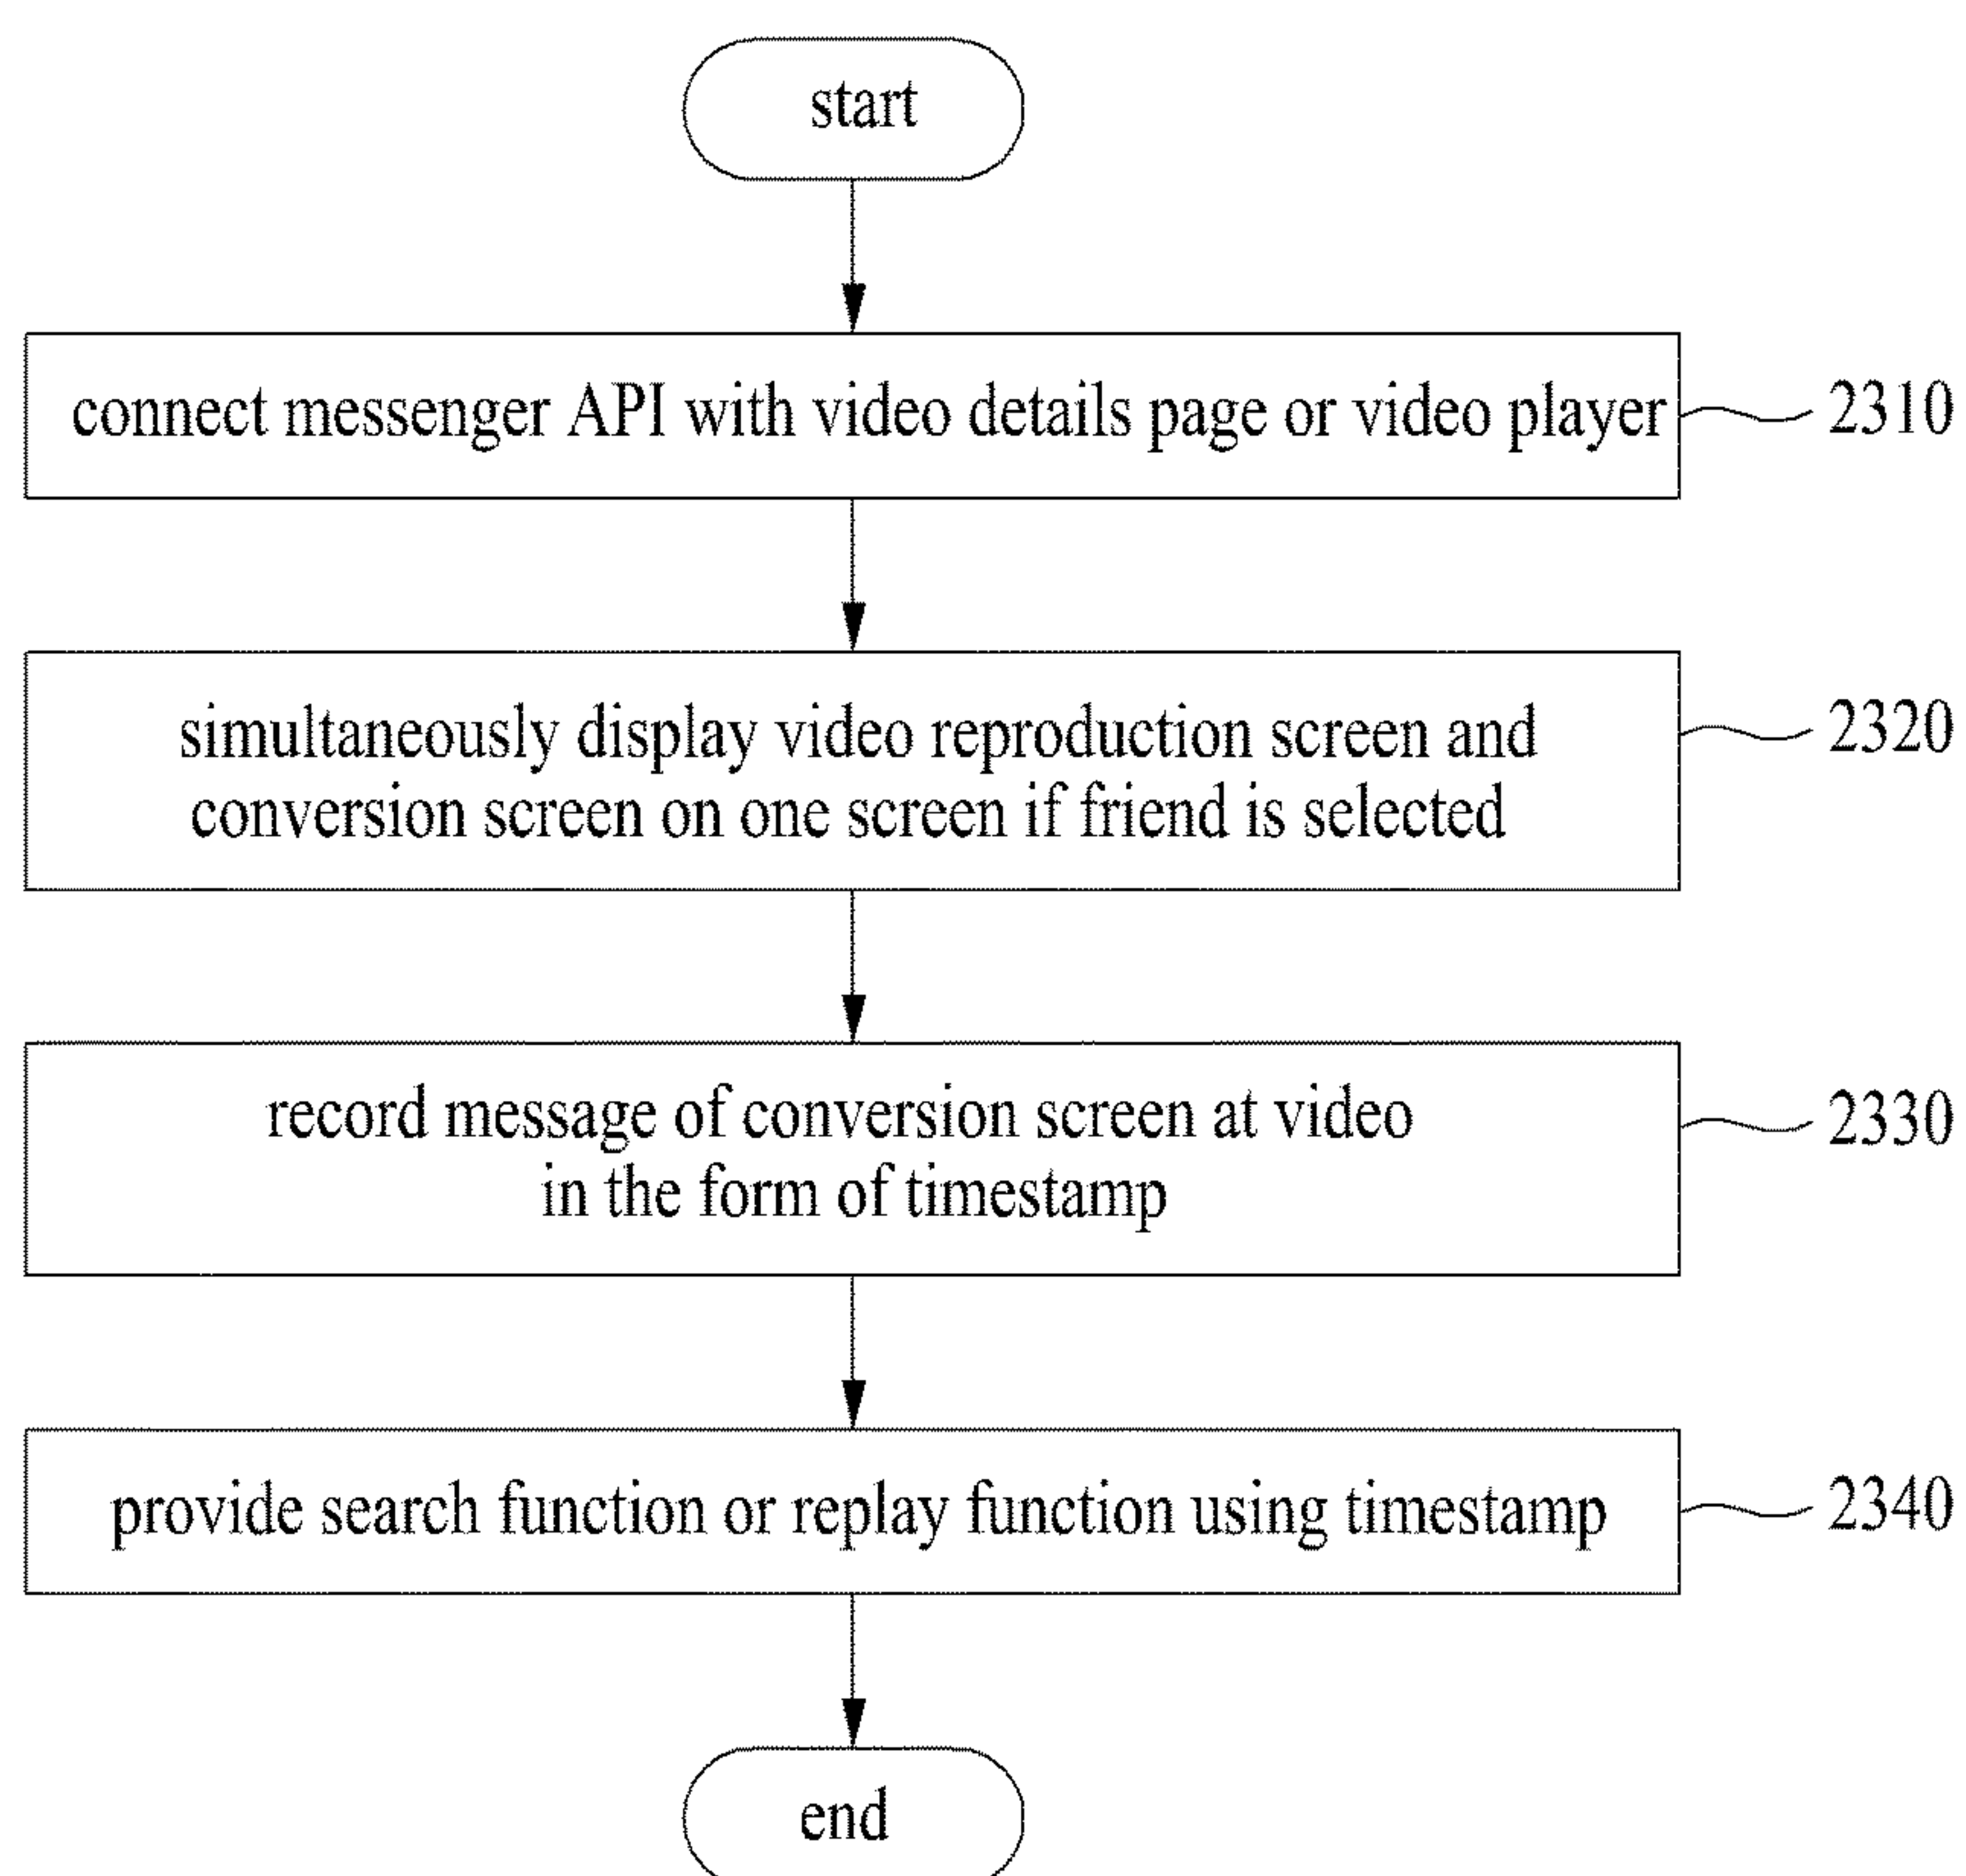 start
connect messenger API with video details page or video player
2310
simultaneously display video reproduction screen and
conversion screen on one screen if friend is selected
2320
record message of conversion screen at video
in the form of timestamp
2330
provide search function or replay function using timestamp
2340
end